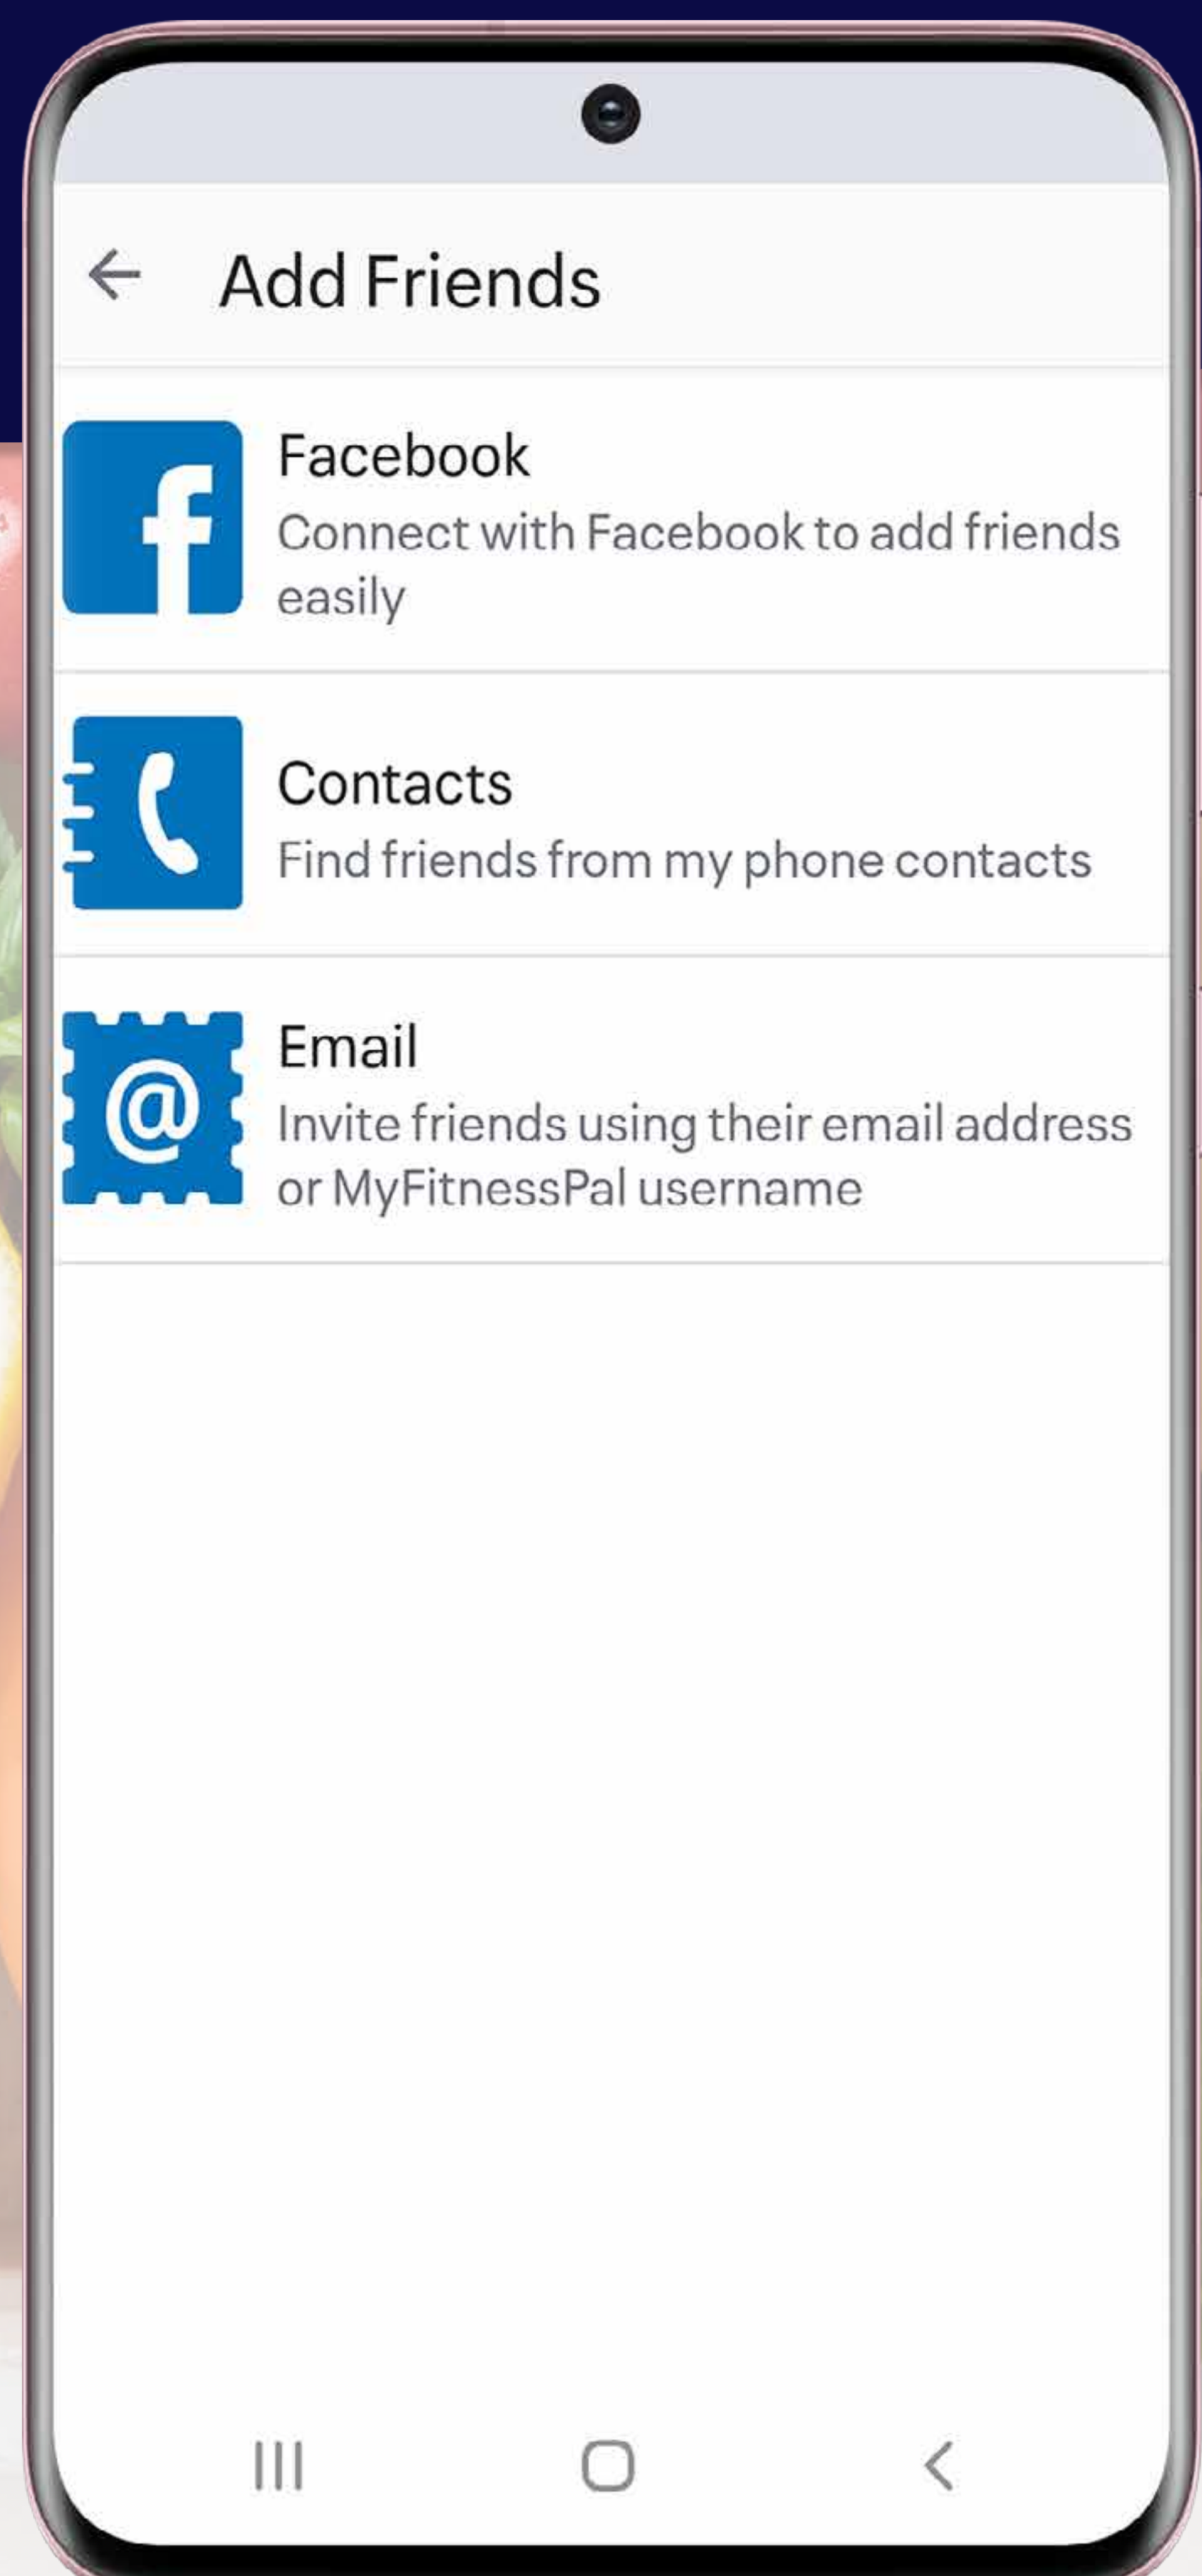 Add Friends
Facebook
Connect with Facebook to add friends
easily
Contacts
Find friends from my phone contacts
@
Email
Invite friends using their email address
or MyFitnessPal username